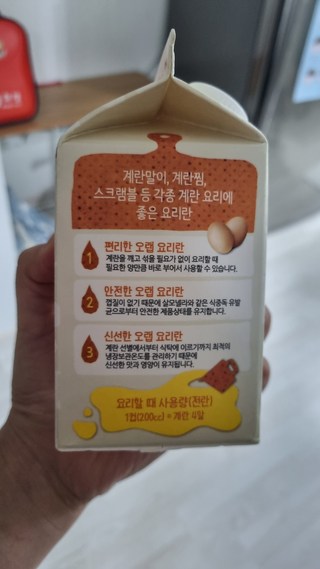 계란말이, 계란찜,
스크램블 등 각종 계란 요리에
좋은 요리란
1 편리한 오랩 요리란
계란을 깨고 섞을 필요가 없이 요리할 때
필요한 양만큼 바로 부어서 사용할 수 있습니다.
2 안전한 오랩 요리란
껍질이 없기 때문에 살모넬라와 같은 식중독 유발
균으로부터 안전한 제품상태를 유지합니다.
3 신선한 오랩 요리란
계란 선별에서부터 식탁에 이르기까지 최적의
냉장보관온도를 관리하기 때문에
신선한 맛과 영양이 유지됩니다.
요리할 때 사용량(전란)
1컵(200cc) = 계란 4알